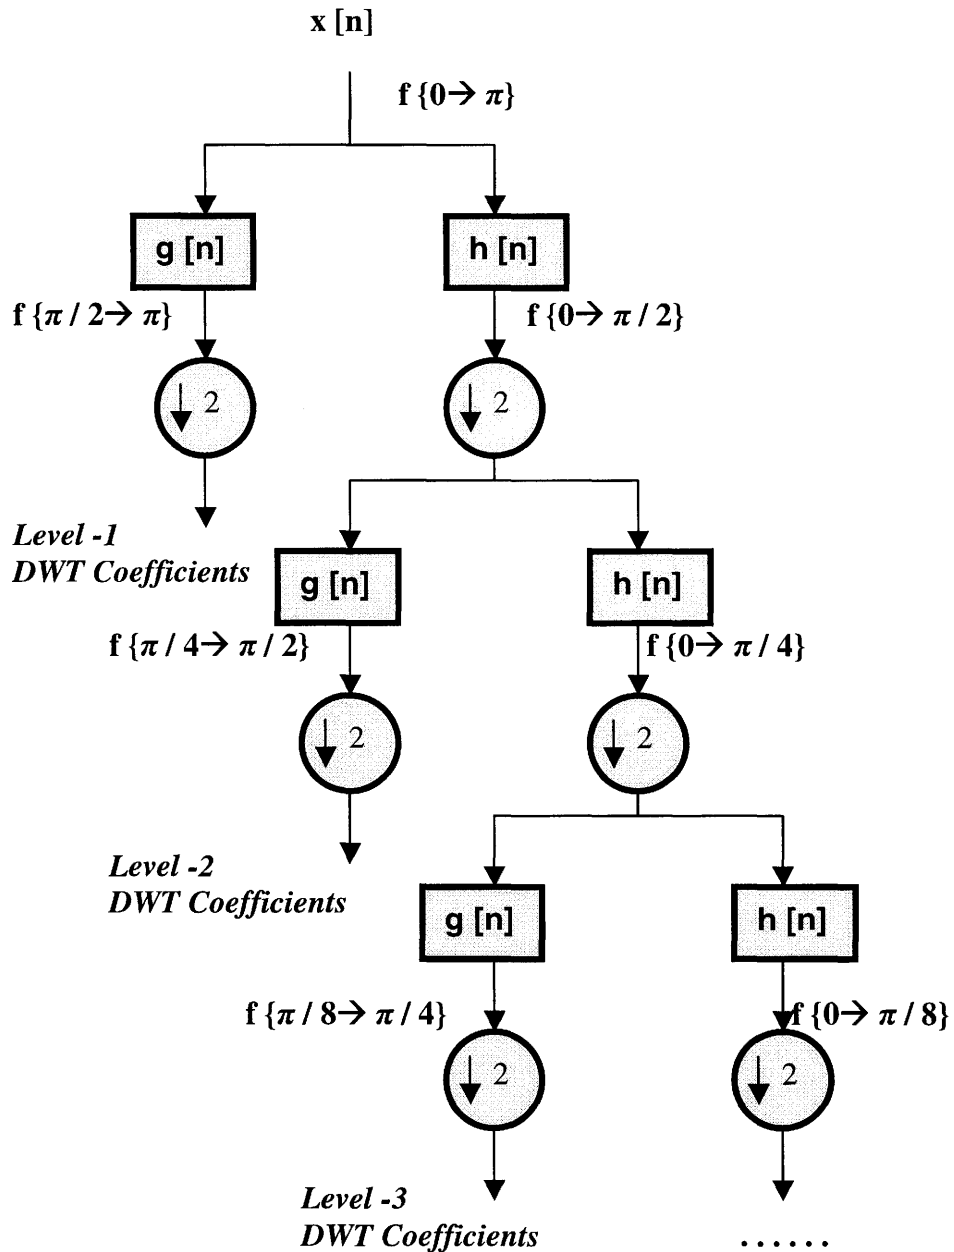 x [n]
f {0→ π}
g [n]
h [n]
f {π / 2→ π}
f {0→ π / 2}
↓ 2
↓ 2
Level -1
DWT Coefficients
g [n]
h [n]
f {π / 4→ π / 2}
f {0→ π / 4}
↓ 2
↓ 2
Level -2
DWT Coefficients
g [n]
h [n]
f {π / 8→ π / 4}
f {0→ π / 8}
↓ 2
↓ 2
Level -3
DWT Coefficients
......